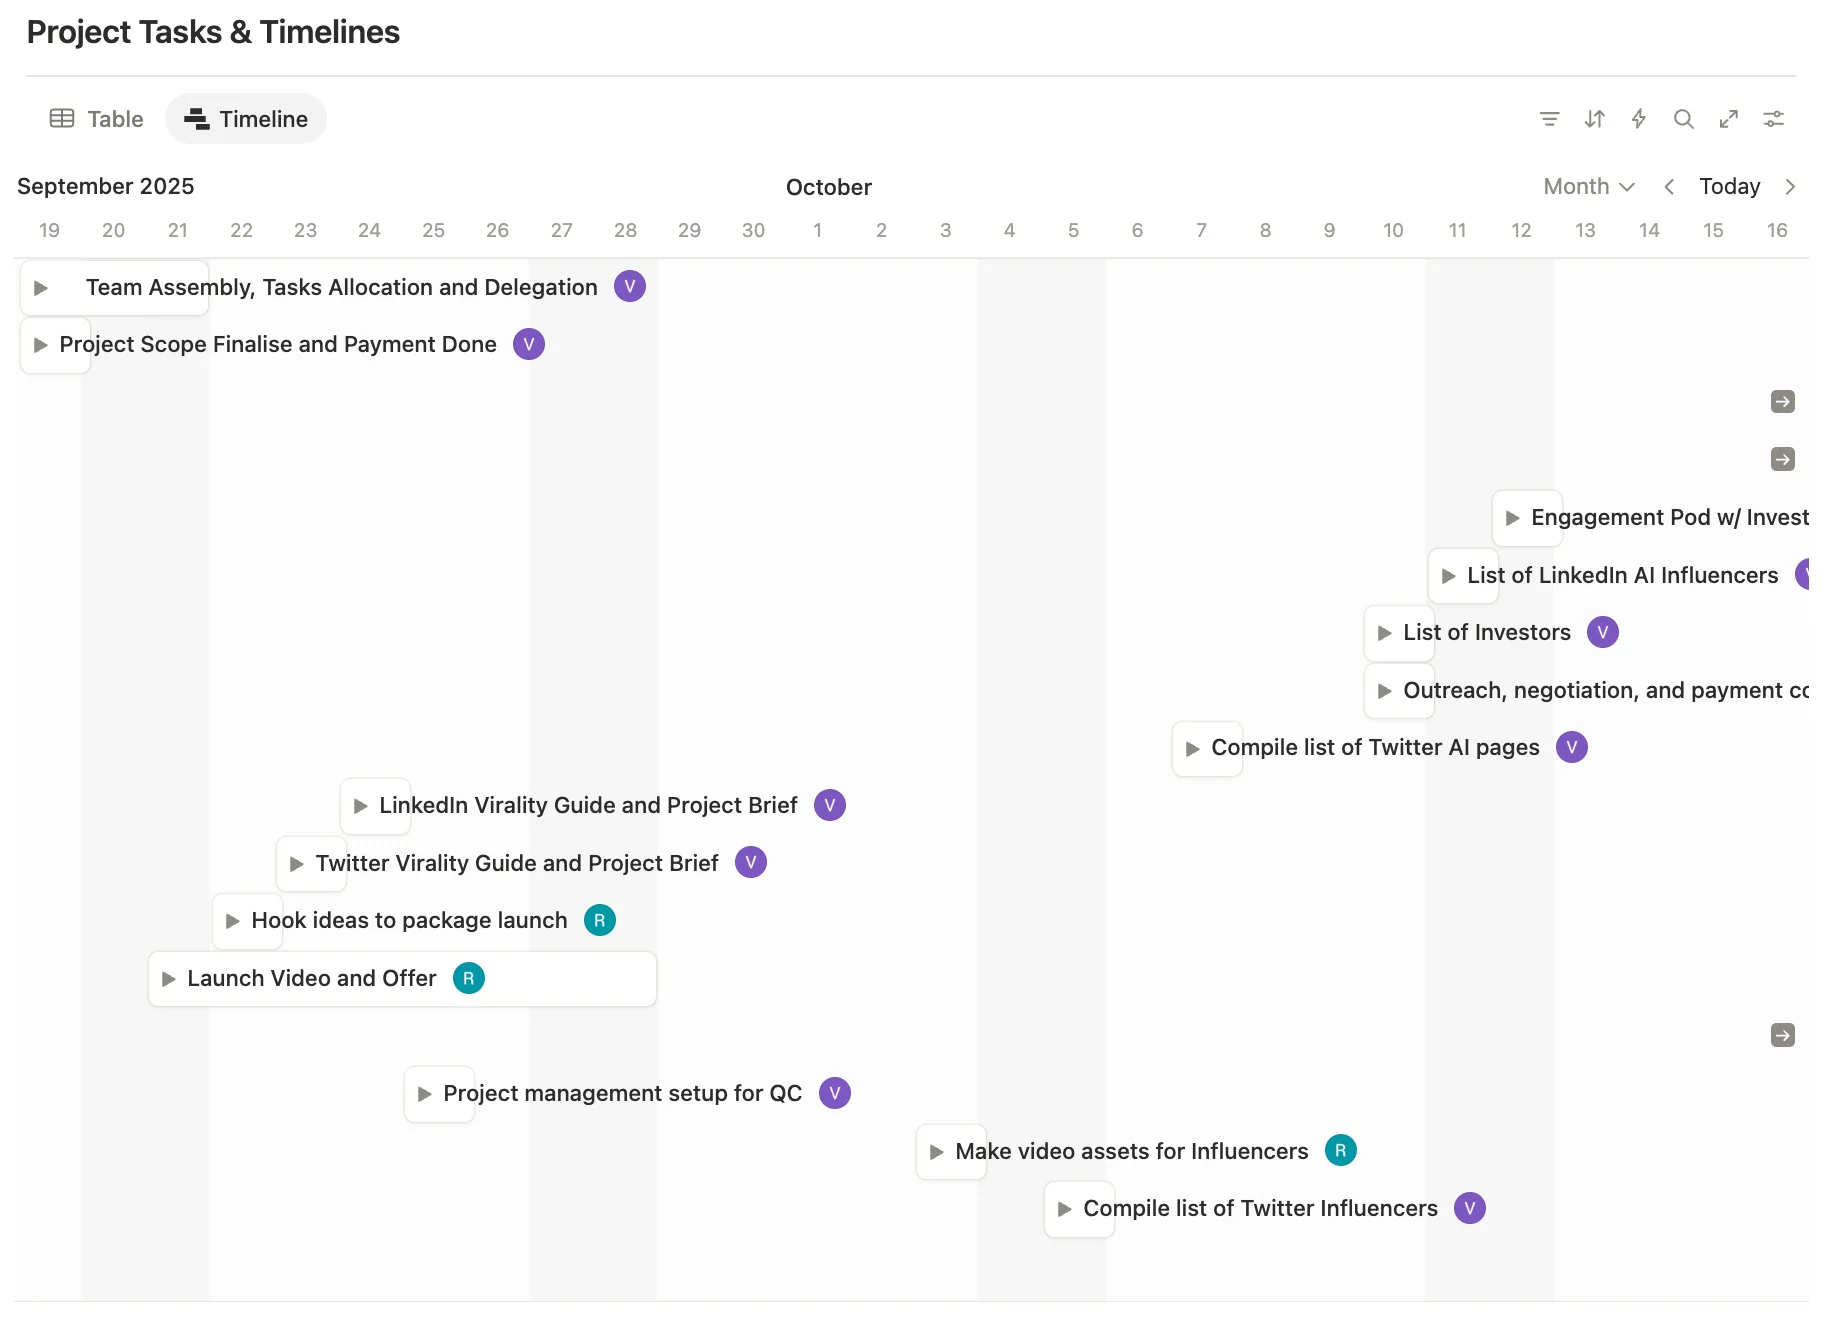 Project Tasks & Timelines
Table
Timeline
September 2025
October
Month
Today
19 20 21 22 23 24 25 26 27 28 29 30 1 2 3 4 5 6 7 8 9 10 11 12 13 14 15 16
Team Assembly, Tasks Allocation and Delegation V
Project Scope Finalise and Payment Done V
Engagement Pod w/ Invest
List of LinkedIn AI Influencers V
List of Investors V
Outreach, negotiation, and payment co
Compile list of Twitter AI pages V
LinkedIn Virality Guide and Project Brief V
Twitter Virality Guide and Project Brief V
Hook ideas to package launch R
Launch Video and Offer R
Project management setup for QC V
Make video assets for Influencers R
Compile list of Twitter Influencers V